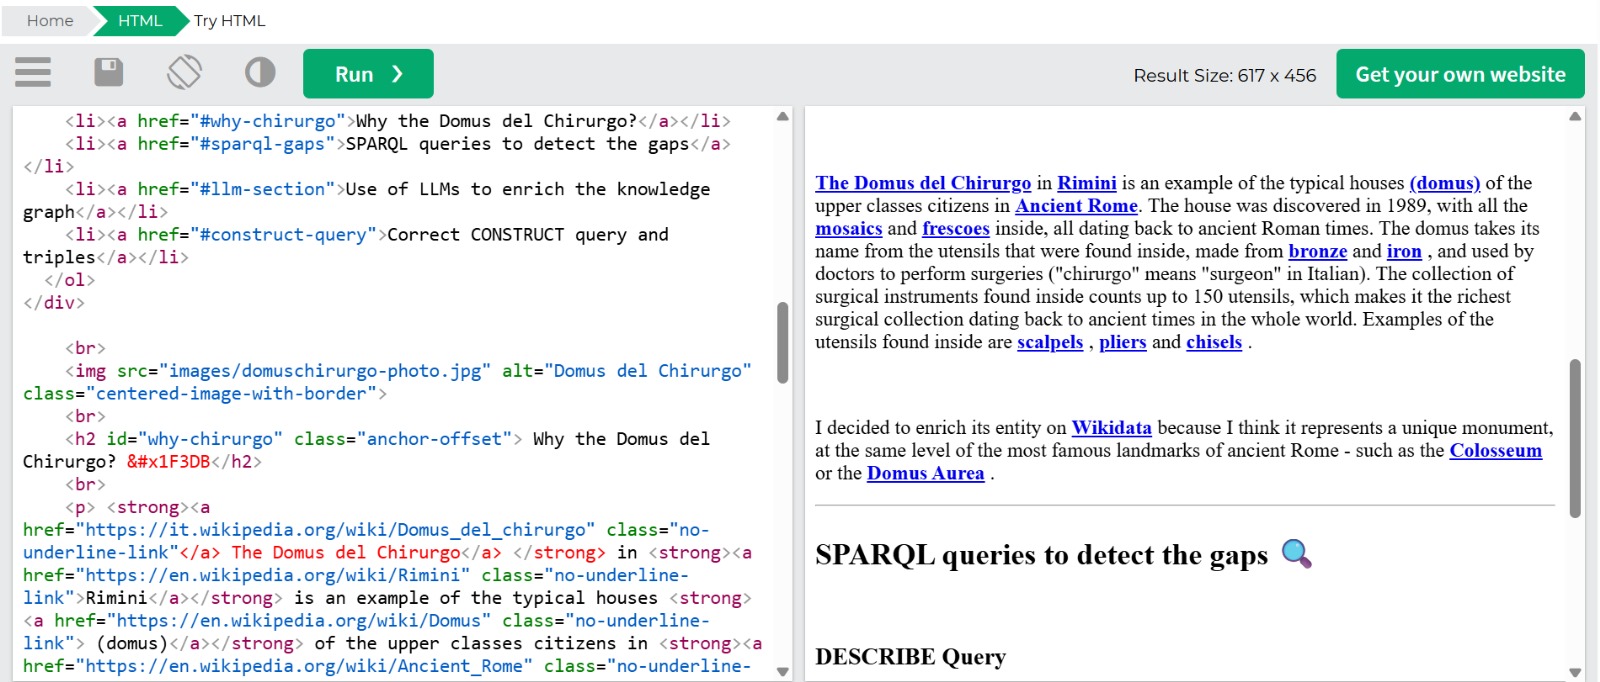 Home HTML Try HTML
Run ❯ Result Size: 617 x 456 Get your own website
<li><a href="#why-chirurgo">Why the Domus del Chirurgo?</a></li>
<li><a href="#sparql-gaps">SPARQL queries to detect the gaps</a>
</li>
<li><a href="#llm-section">Use of LLMs to enrich the knowledge
graph</a></li>
<li><a href="#construct-query">Correct CONSTRUCT query and
triples</a></li>
</ol>
</div>
<br>
<img src="images/domuschirurgo-photo.jpg" alt="Domus del Chirurgo"
class="centered-image-with-border">
<br>
<h2 id="why-chirurgo" class="anchor-offset"> Why the Domus del
Chirurgo? &#x1F3DB</h2>
<br>
<p> <strong><a
href="https://it.wikipedia.org/wiki/Domus_del_chirurgo" class="no-
underline-link"</a> The Domus del Chirurgo</a> </strong> in <strong><a
href="https://en.wikipedia.org/wiki/Rimini" class="no-underline-
link">Rimini</a></strong> is an example of the typical houses <strong>
<a href="https://en.wikipedia.org/wiki/Domus" class="no-underline-
link"> (domus)</a></strong> of the upper classes citizens in <strong><a
href="https://en.wikipedia.org/wiki/Ancient_Rome" class="no-underline-
The Domus del Chirurgo in Rimini is an example of the typical houses (domus) of the
upper classes citizens in Ancient Rome. The house was discovered in 1989, with all the
mosaics and frescoes inside, all dating back to ancient Roman times. The domus takes its
name from the utensils that were found inside, made from bronze and iron , and used by
doctors to perform surgeries ("chirurgo" means "surgeon" in Italian). The collection of
surgical instruments found inside counts up to 150 utensils, which makes it the richest
surgical collection dating back to ancient times in the whole world. Examples of the
utensils found inside are scalpels , pliers and chisels .
I decided to enrich its entity on Wikidata because I think it represents a unique monument,
at the same level of the most famous landmarks of ancient Rome - such as the Colosseum
or the Domus Aurea .
SPARQL queries to detect the gaps 🔍
DESCRIBE Query